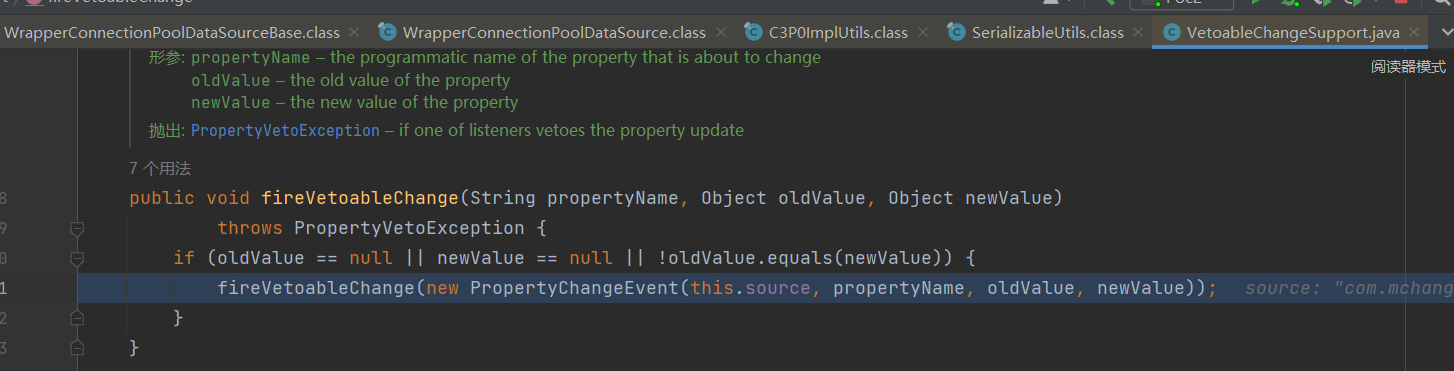 fireVetoableChange
WrapperConnectionPoolDataSourceBase.class WrapperConnectionPoolDataSource.class C3P0ImplUtils.class SerializableUtils.class VetoableChangeSupport.java
阅读器模式
形参: propertyName – the programmatic name of the property that is about to change
oldValue – the old value of the property
newValue – the new value of the property
抛出: PropertyVetoException – if one of listeners vetoes the property update
7 个用法
8 public void fireVetoableChange(String propertyName, Object oldValue, Object newValue)
9 throws PropertyVetoException {
0 if (oldValue == null || newValue == null || !oldValue.equals(newValue)) {
1 fireVetoableChange(new PropertyChangeEvent(this.source, propertyName, oldValue, newValue)); source: "com.mchang
2 }
3 }